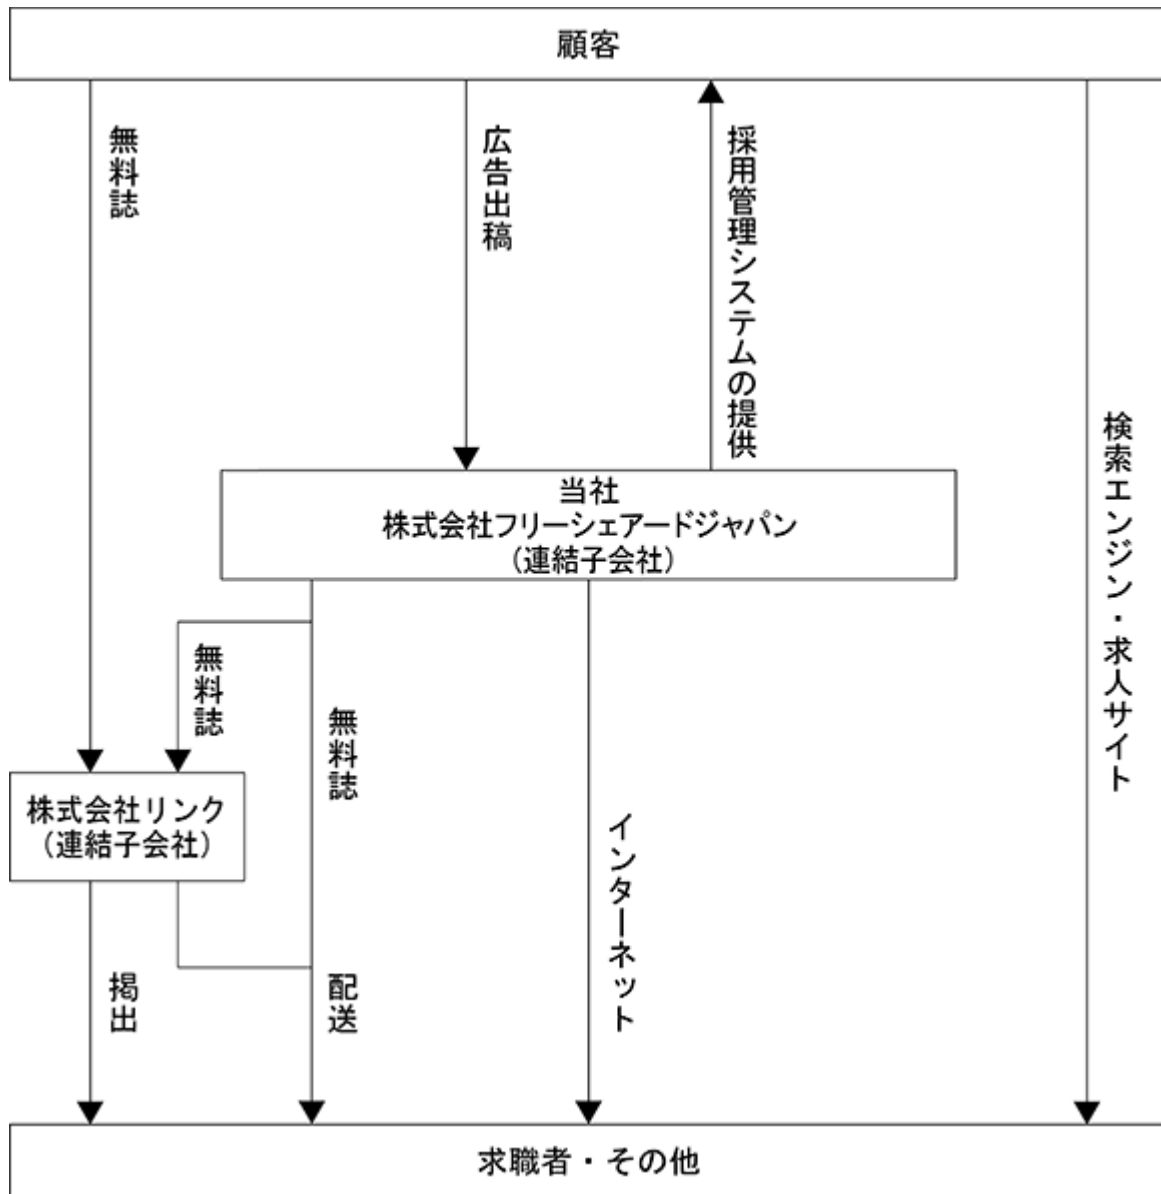 顧客
無料誌
広告出稿
採用管理システムの提供
検索エンジン・求人サイト
当社
株式会社フリーシェアードジャパン
（連結子会社）
無料誌
無料誌
株式会社リンク
（連結子会社）
インターネット
掲出
配送
求職者・その他